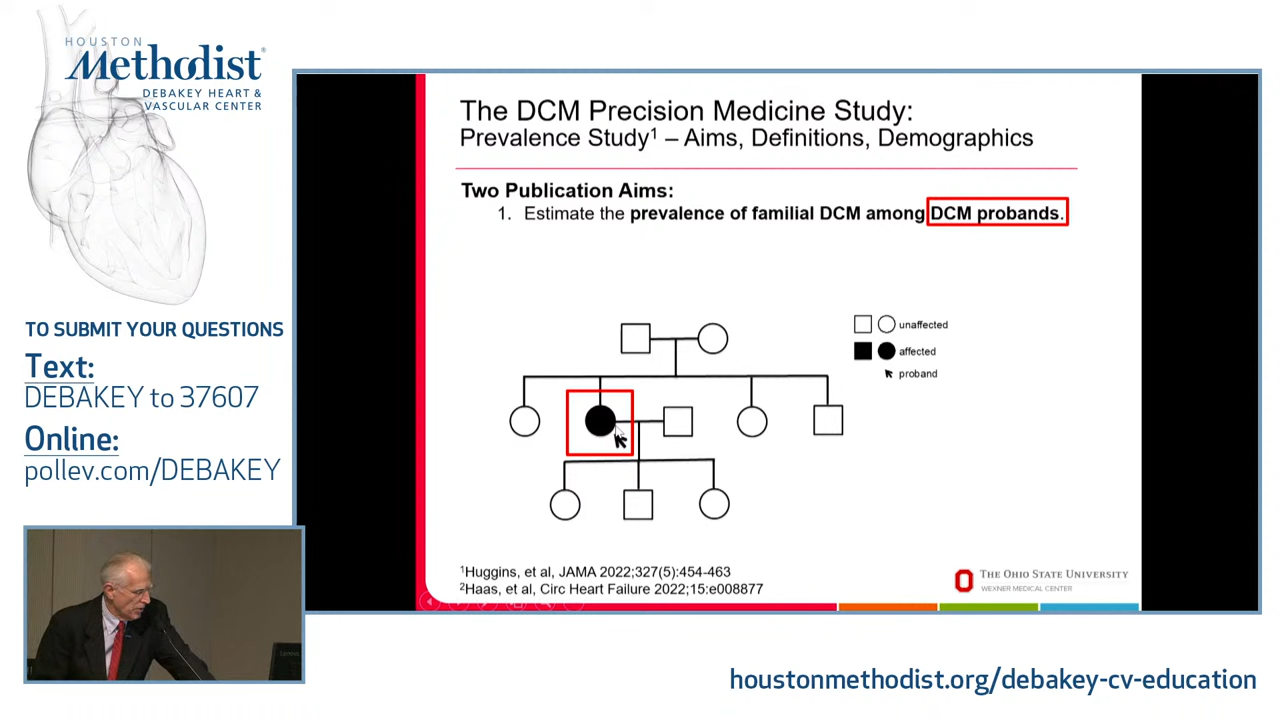 HOUSTON
Methodist®
DEBAKEY HEART &
VASCULAR CENTER
TO SUBMIT YOUR QUESTIONS
Text:
DEBAKEY to 37607
Online:
pollev.com/DEBAKEY
The DCM Precision Medicine Study:
Prevalence Study¹ – Aims, Definitions, Demographics
Two Publication Aims:
1. Estimate the prevalence of familial DCM among DCM probands.
unaffected
affected
proband
¹Huggins, et al, JAMA 2022;327(5):454-463
²Haas, et al, Circ Heart Failure 2022;15:e008877
THE OHIO STATE UNIVERSITY
WEXNER MEDICAL CENTER
houstonmethodist.org/debakey-cv-education